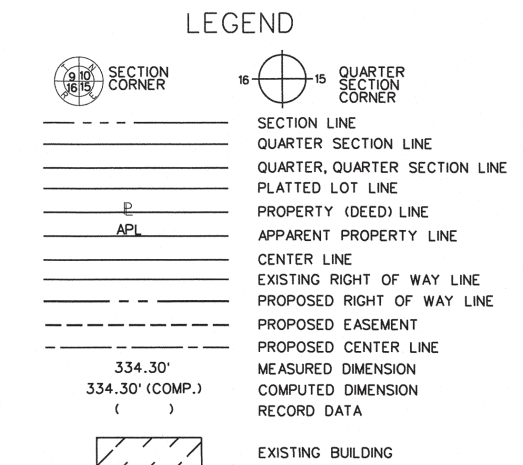 LEGEND
T N
9 10
16 15
R E
SECTION
CORNER
16 15
QUARTER
SECTION
CORNER
SECTION LINE
QUARTER SECTION LINE
QUARTER, QUARTER SECTION LINE
PLATTED LOT LINE
PL PROPERTY (DEED) LINE
APL APPARENT PROPERTY LINE
CENTER LINE
EXISTING RIGHT OF WAY LINE
PROPOSED RIGHT OF WAY LINE
PROPOSED EASEMENT
PROPOSED CENTER LINE
334.30' MEASURED DIMENSION
334.30' (COMP.) COMPUTED DIMENSION
( ) RECORD DATA
EXISTING BUILDING